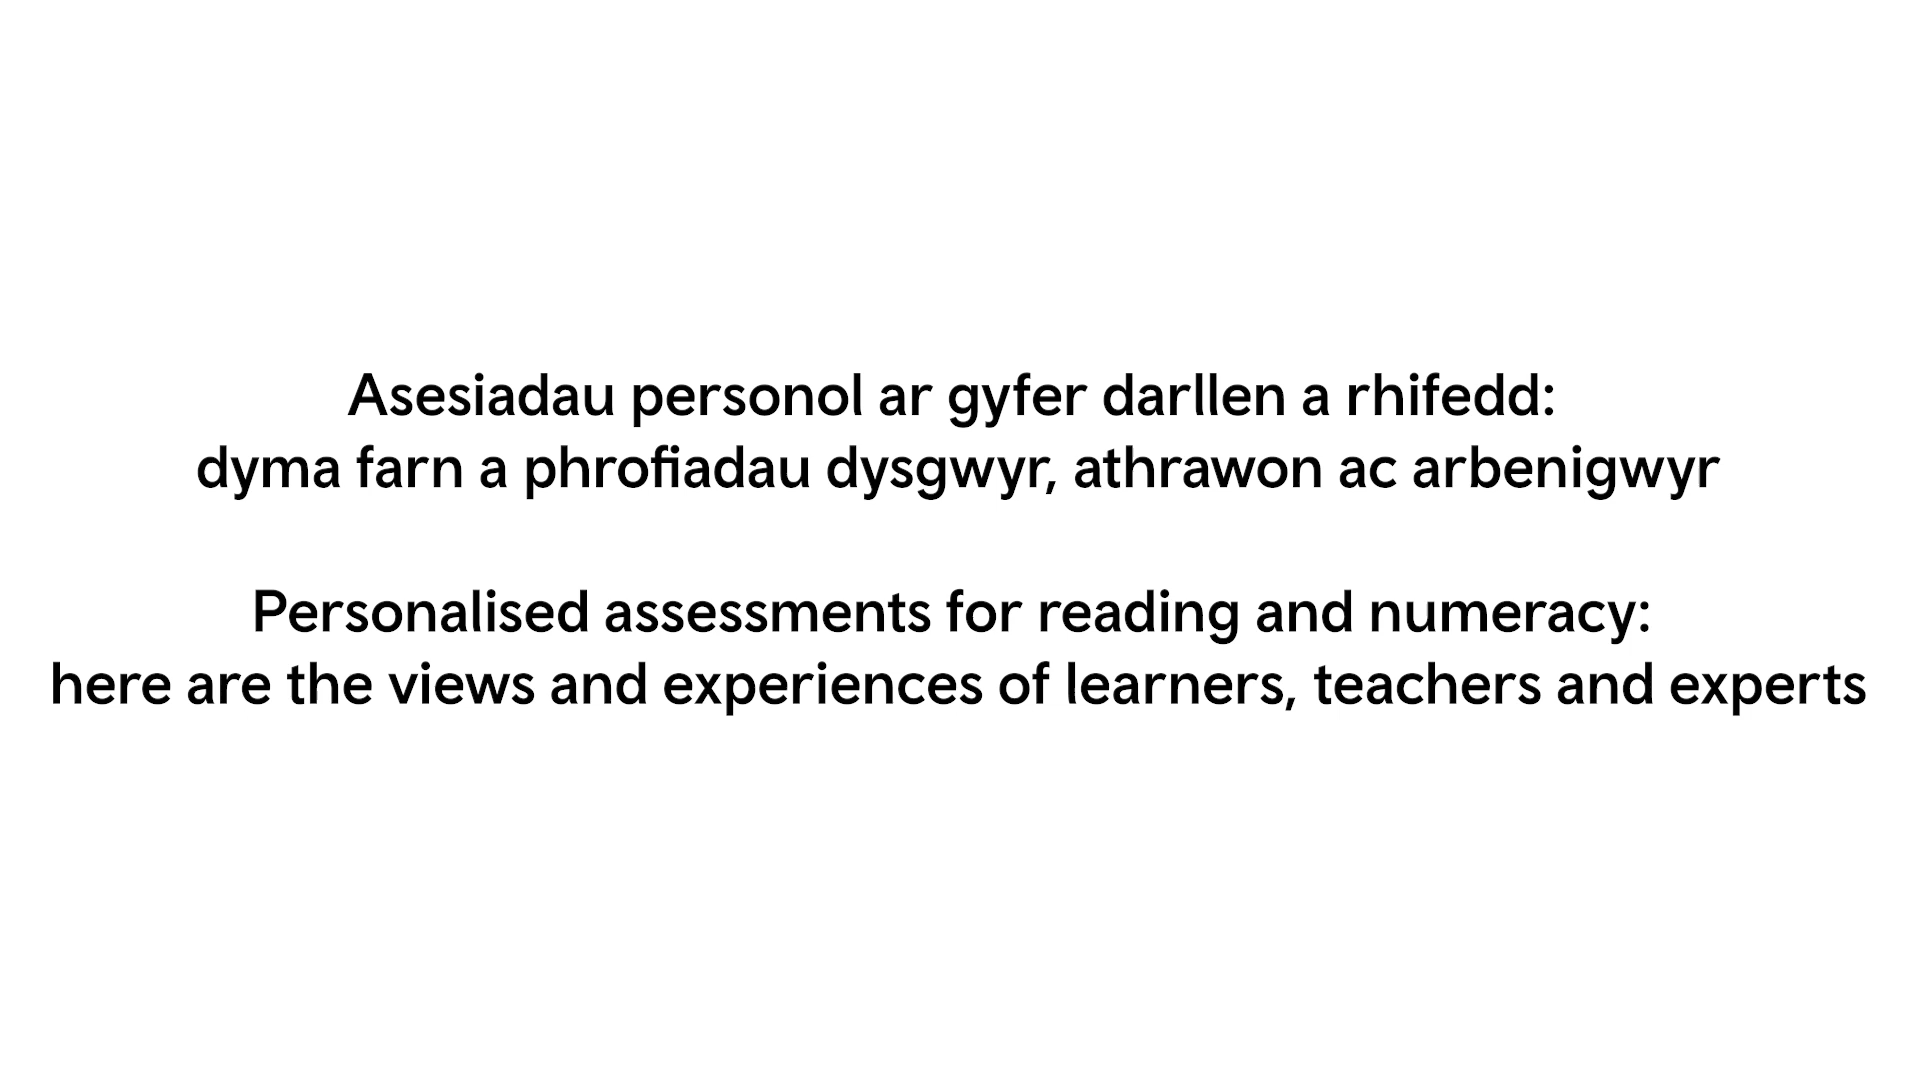 Asesiadau personol ar gyfer darllen a rhifedd:
dyma farn a phrofiadau dysgwyr, athrawon ac arbenigwyr
Personalised assessments for reading and numeracy:
here are the views and experiences of learners, teachers and experts